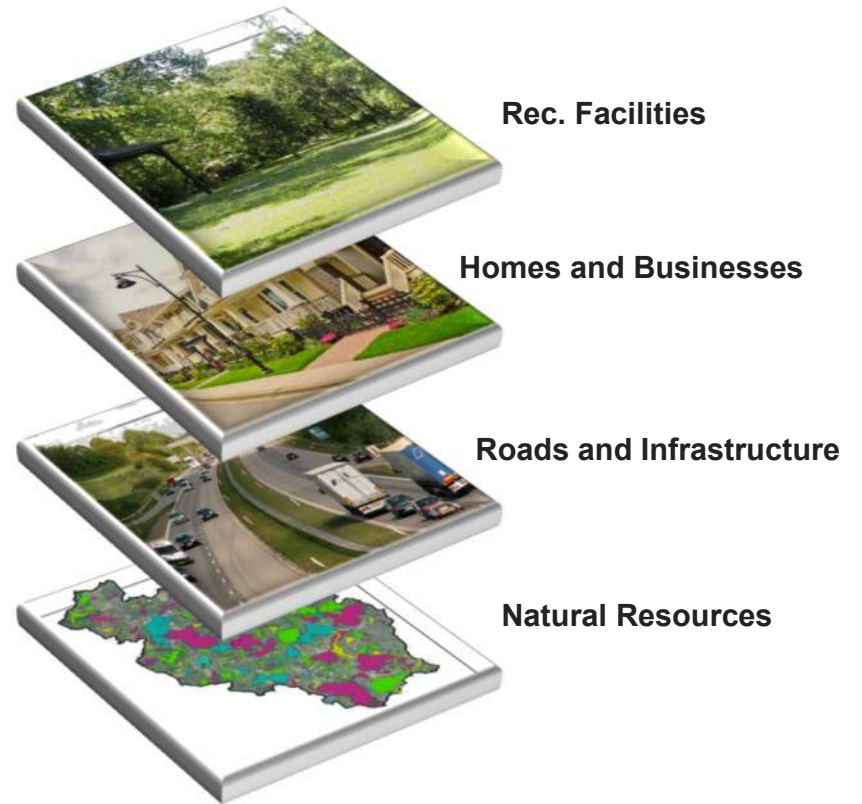 Rec. Facilities
Homes and Businesses
Roads and Infrastructure
Natural Resources